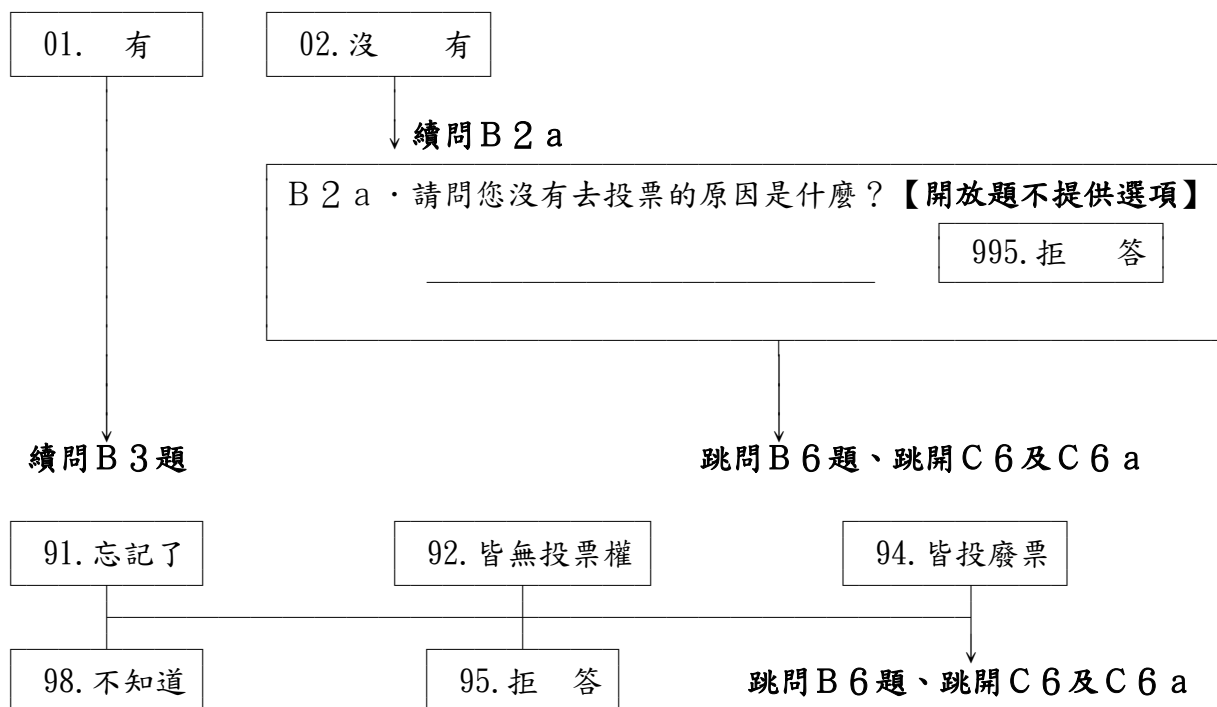 01. 有　02.沒 有
續問Ｂ２ａ
Ｂ２ａ．請問您沒有去投票的原因是什麼？【開放題不提供選項】
995.拒 答
續問Ｂ３題　跳問Ｂ６題、跳開Ｃ６及Ｃ６ａ
91.忘記了　92.皆無投票權　94.皆投廢票
98.不知道　95.拒 答　跳問Ｂ６題、跳開Ｃ６及Ｃ６ａ